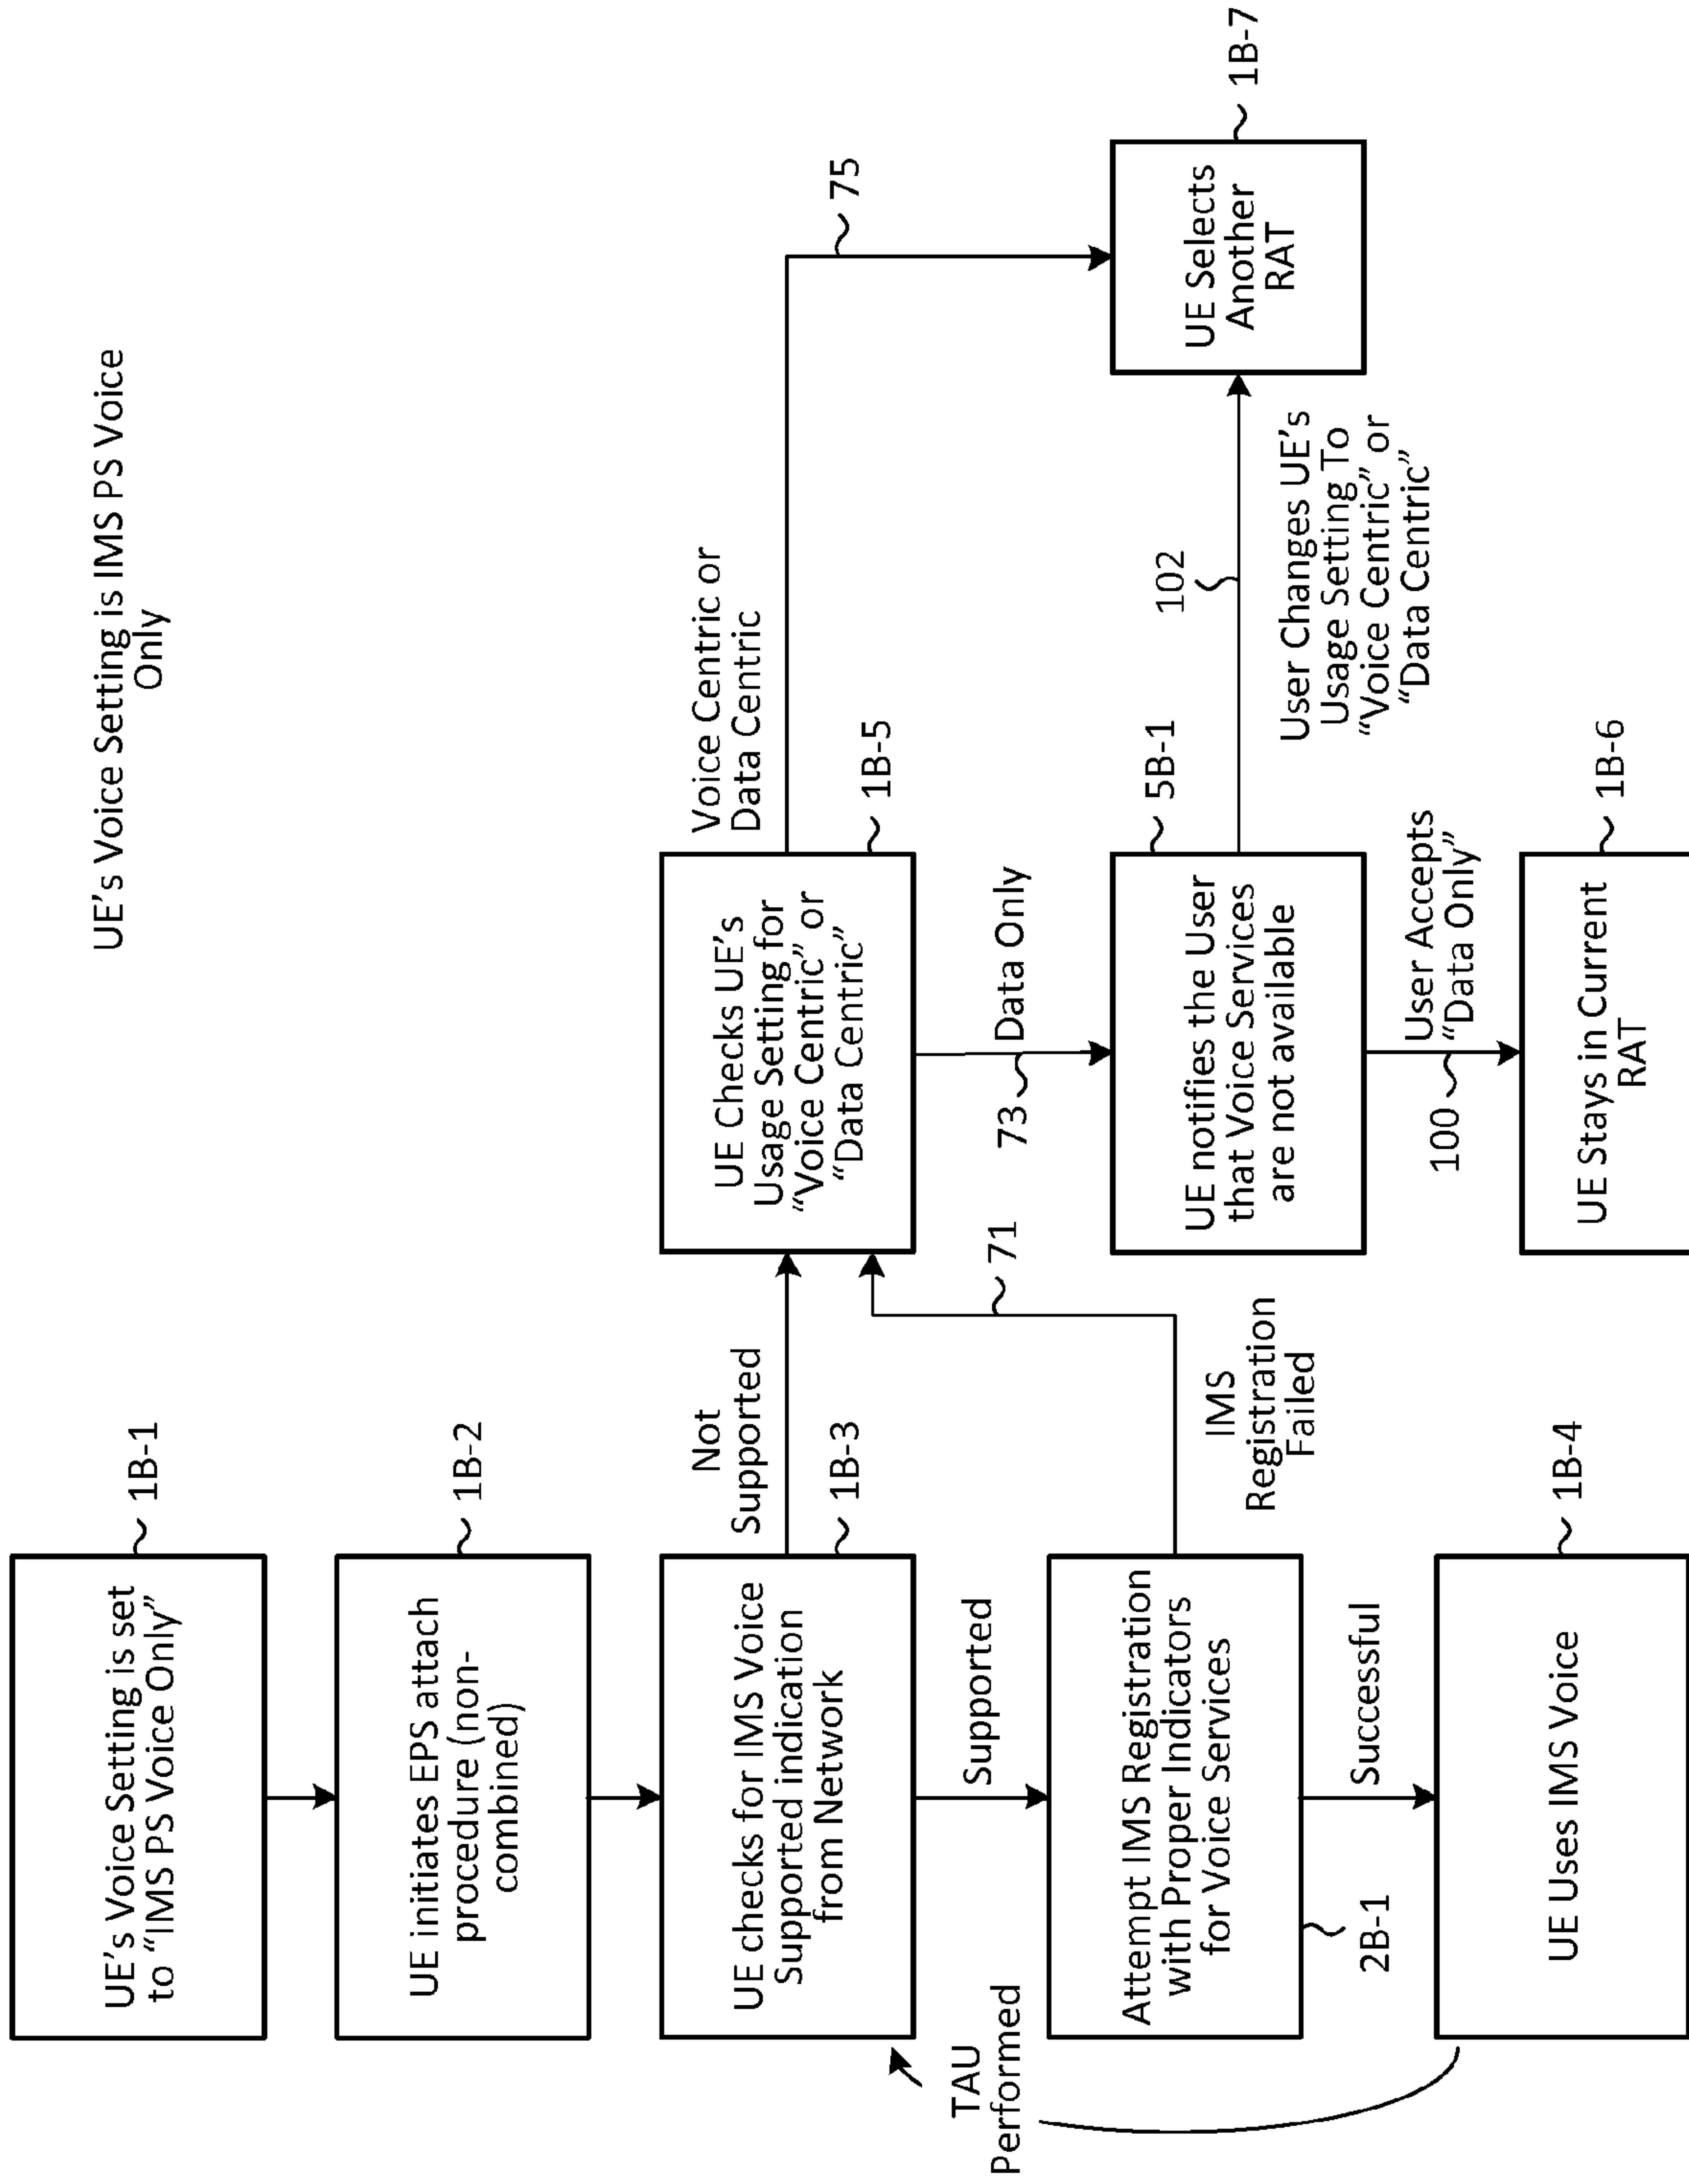 UE's Voice Setting is IMS PS Voice
Only
UE's Voice Setting is set
to “IMS PS Voice Only”
1B-1
UE initiates EPS attach
procedure (non-
combined)
1B-2
UE checks for IMS Voice
Supported indication
from Network
1B-3
Not
Supported
Supported
Attempt IMS Registration
with Proper Indicators
for Voice Services
2B-1
IMS
Registration
Failed
71
Successful
UE Uses IMS Voice
1B-4
TAU
Performed
UE Checks UE's
Usage Setting for
“Voice Centric” or
“Data Centric”
1B-5
Voice Centric or
Data Centric
75
73
Data Only
UE notifies the User
that Voice Services
are not available
5B-1
102
User Changes UE's
Usage Setting To
“Voice Centric” or
“Data Centric”
100
User Accepts
“Data Only”
UE Stays in Current
RAT
1B-6
UE Selects
Another
RAT
1B-7